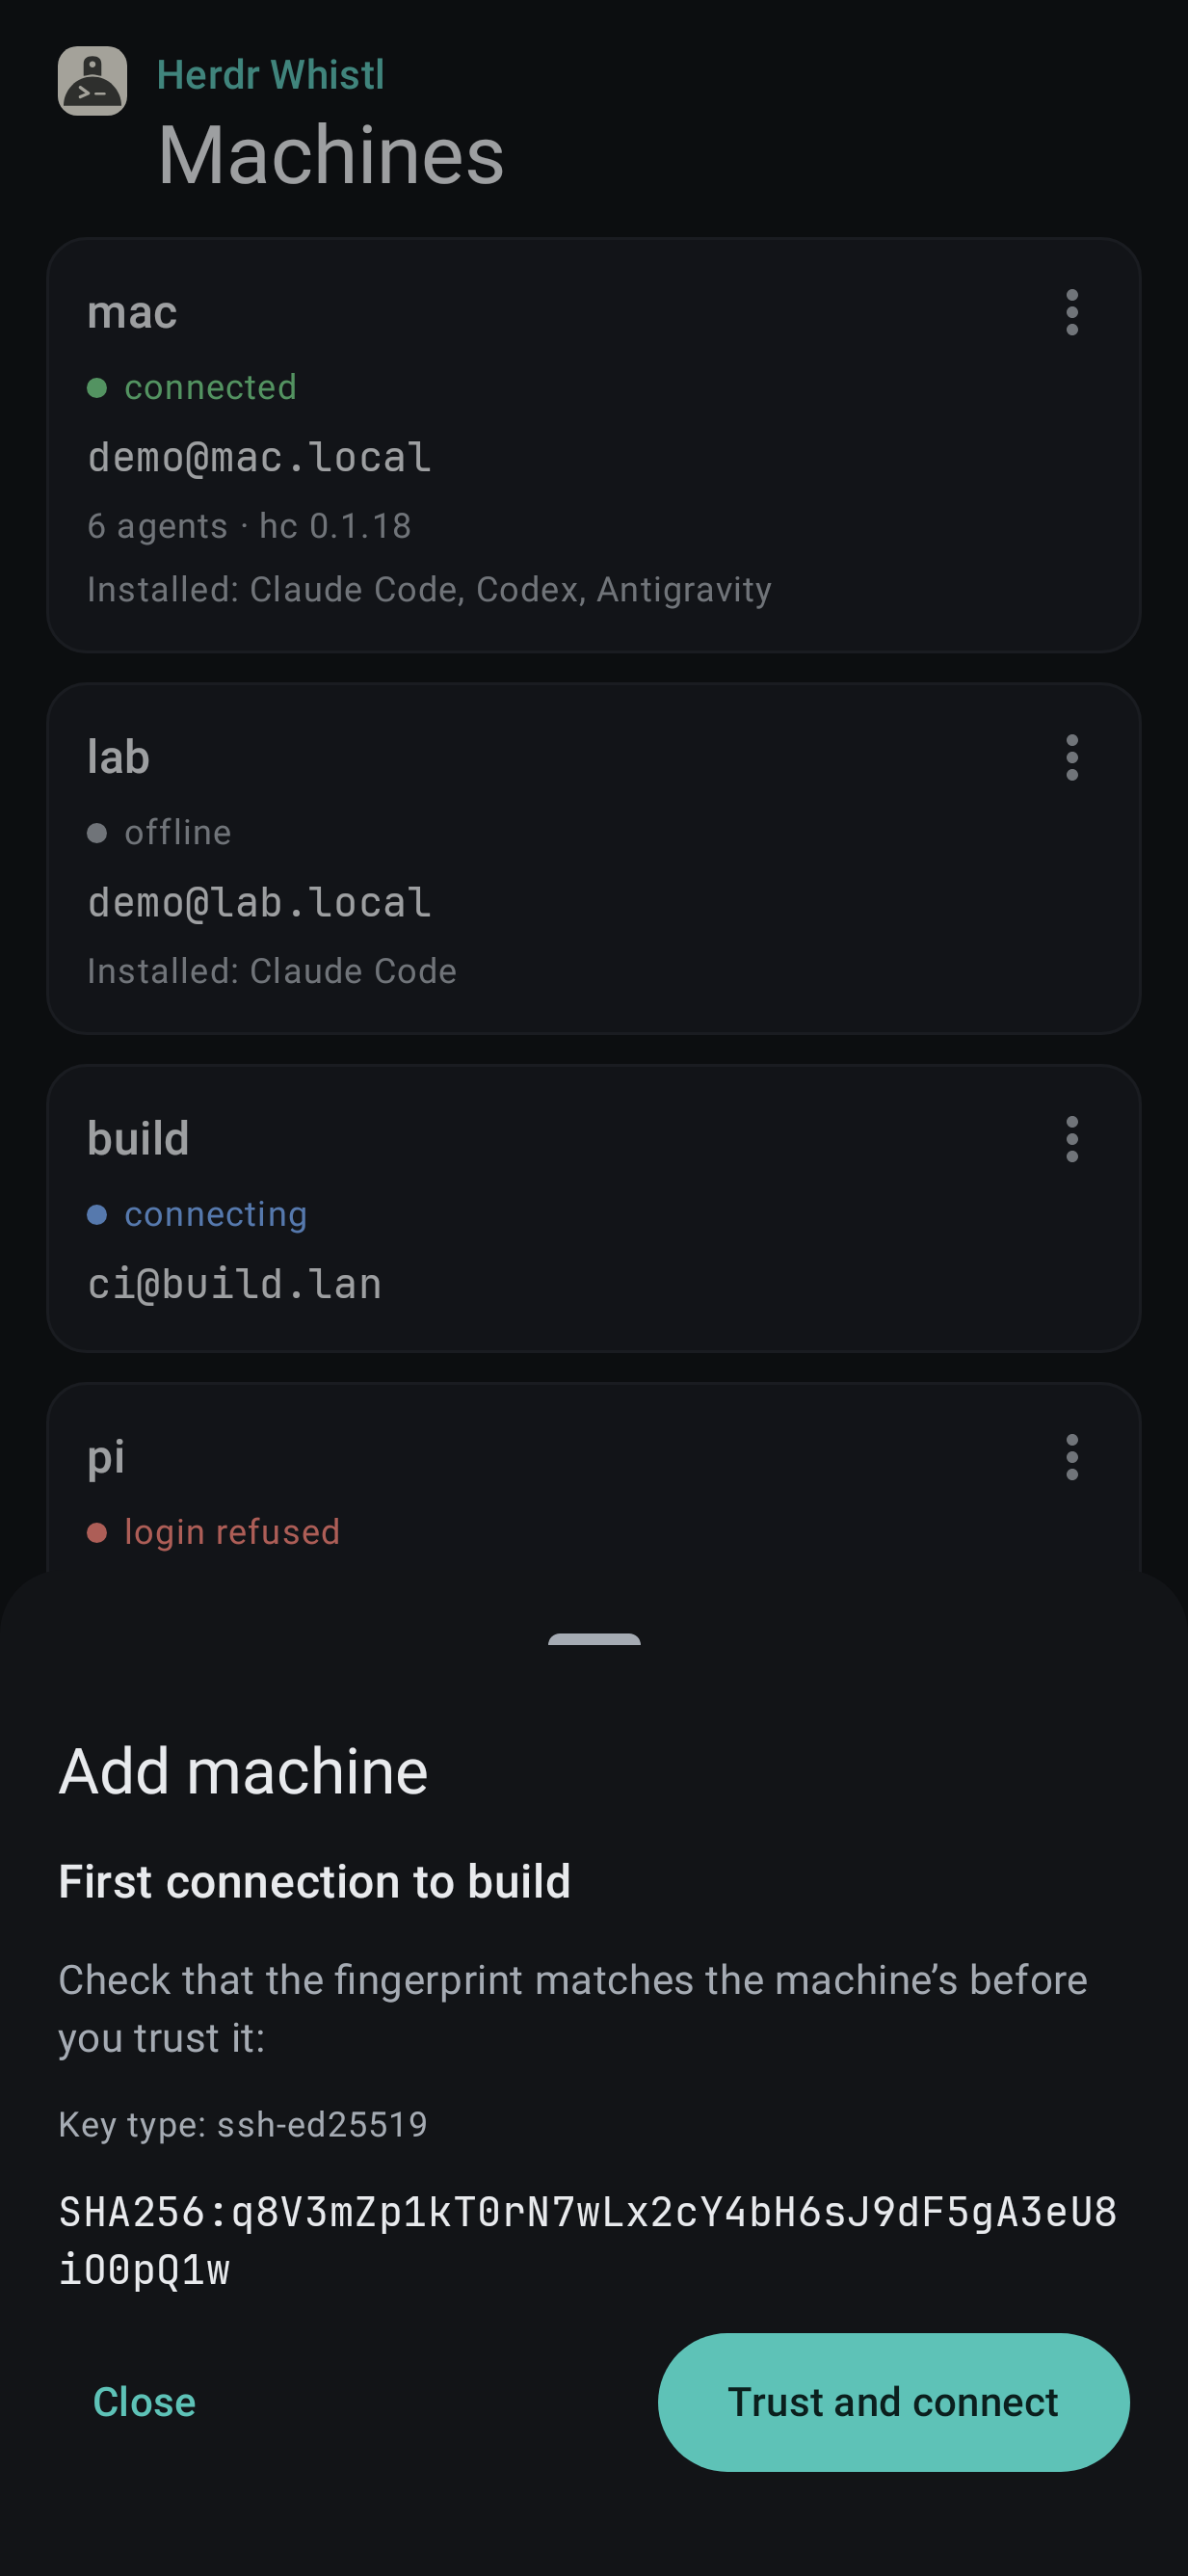 Herdr Whistl
Machines
mac
connected
demo@mac.local
6 agents · hc 0.1.18
Installed: Claude Code, Codex, Antigravity
lab
offline
demo@lab.local
Installed: Claude Code
build
connecting
ci@build.lan
pi
login refused
Add machine
First connection to build
Check that the fingerprint matches the machine’s before
you trust it:
Key type: ssh-ed25519
SHA256:q8V3mZp1kT0rN7wLx2cY4bH6sJ9dF5gA3eU8
iO0pQ1w
Close
Trust and connect